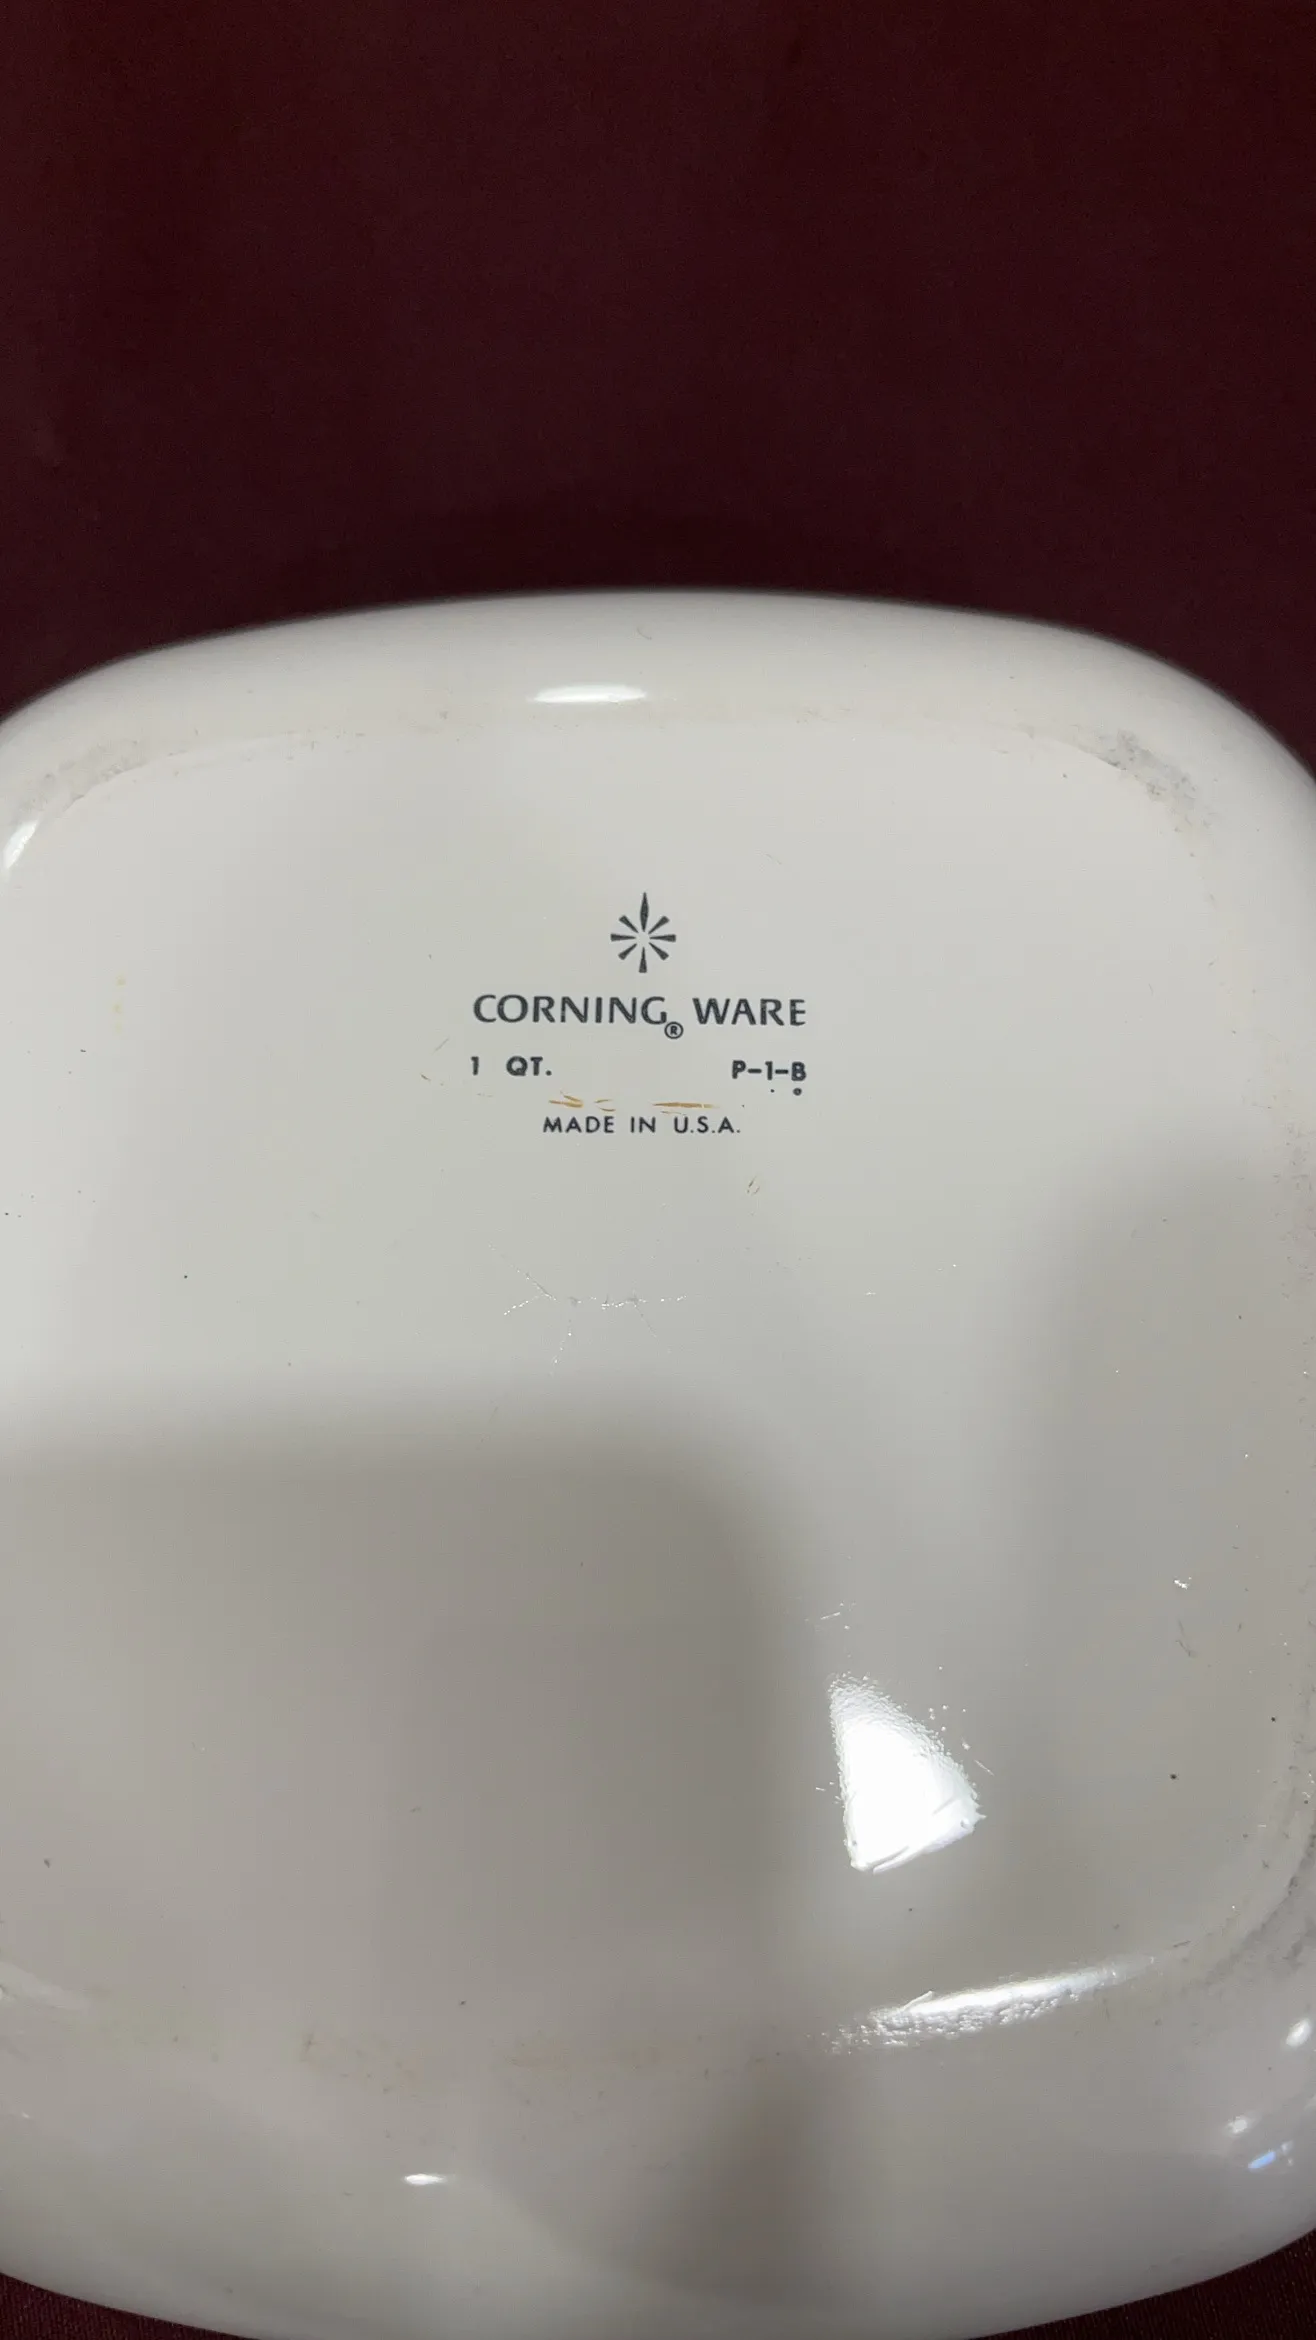 CORNING® WARE
1 QT. P-1-B
MADE IN U.S.A.